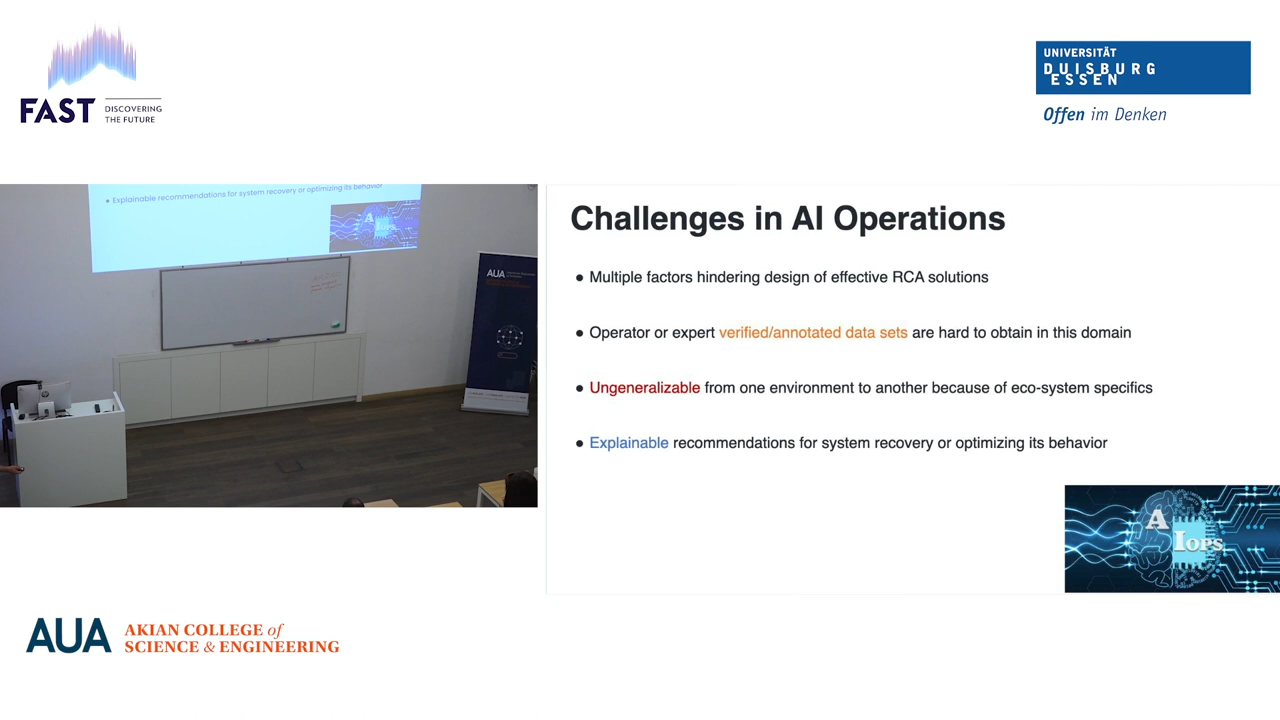 FAST
DISCOVERING
THE FUTURE
UNIVERSITÄT
DUISBURG
ESSEN
Offen im Denken
● Explainable recommendations for system recovery or optimizing its behavior
A
IOPS
AUA
Challenges in AI Operations
● Multiple factors hindering design of effective RCA solutions
● Operator or expert verified/annotated data sets are hard to obtain in this domain
● Ungeneralizable from one environment to another because of eco-system specifics
● Explainable recommendations for system recovery or optimizing its behavior
A
IOPS
AUA
AKIAN COLLEGE of
SCIENCE & ENGINEERING